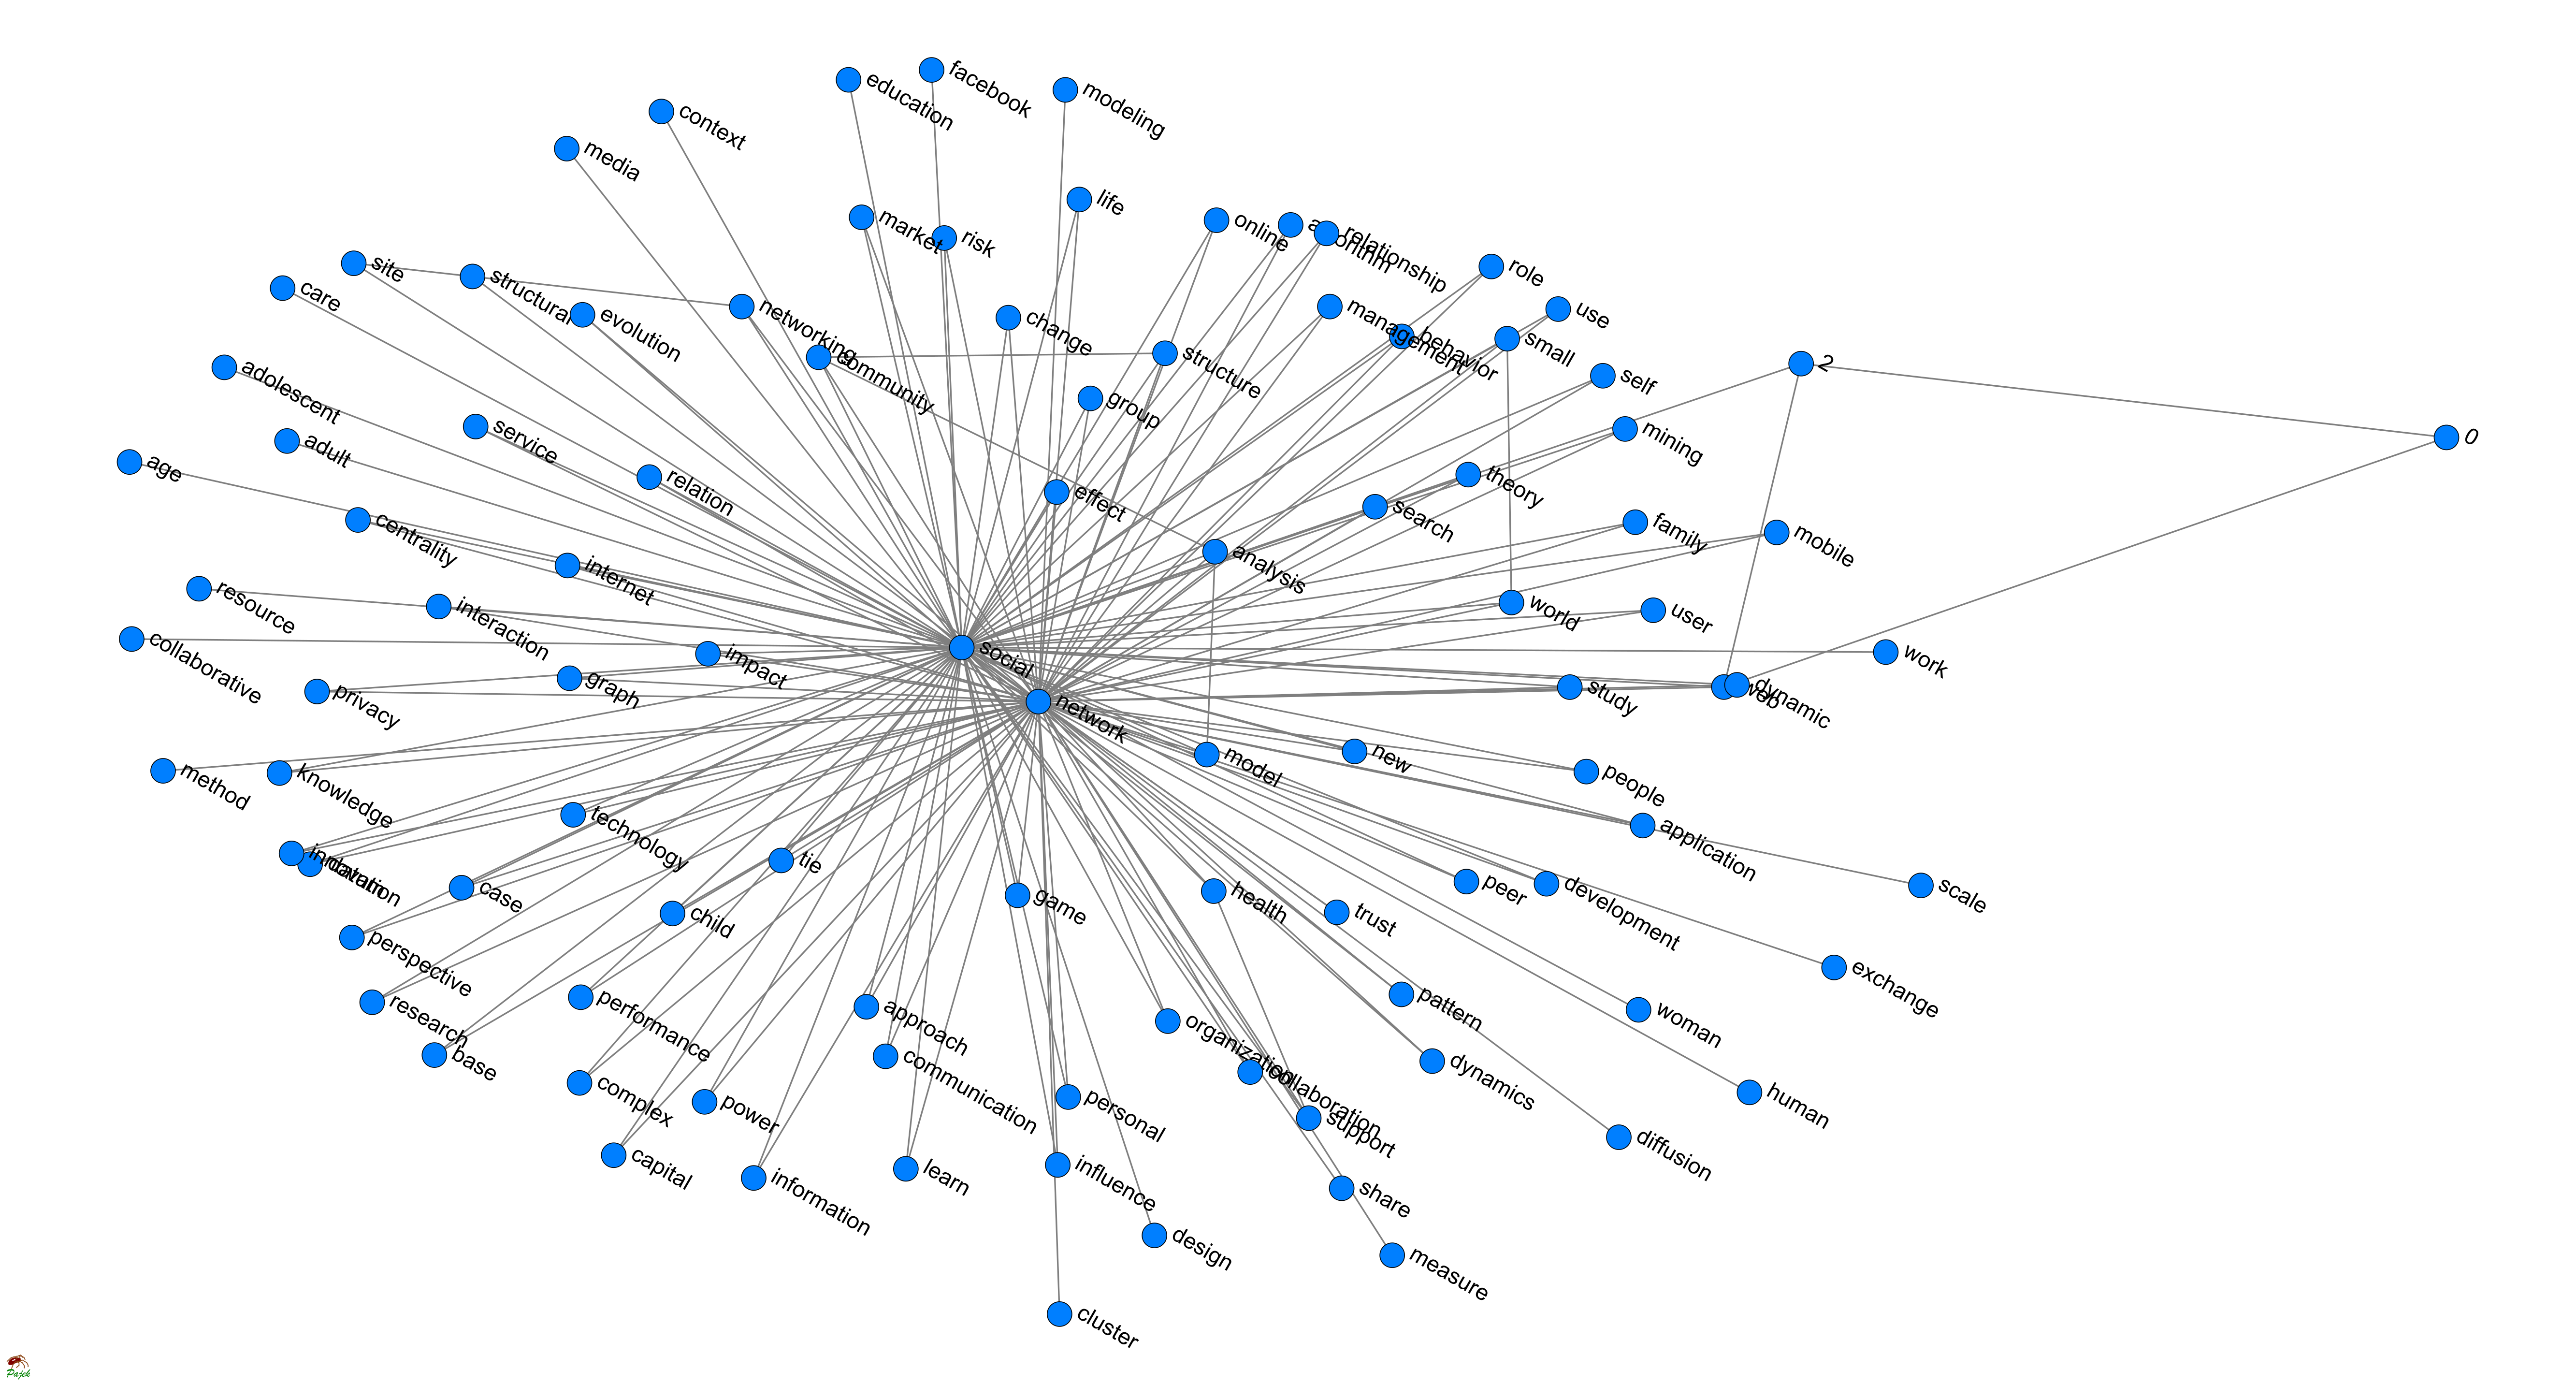 facebook
education
modeling
context
media
life
market
online
relationship
risk
site
role
structural
care
networking
use
evolution
change
management
behavior
small
structure
community
2
adolescent
self
group
service
mining
0
adult
age
theory
relation
effect
search
centrality
family
mobile
analysis
internet
resource
interaction
world
user
collaborative
social
impact
work
graph
study
web
dynamic
privacy
network
new
model
method
knowledge
people
technology
application
tie
peer
development
scale
case
game
health
trust
child
perspective
exchange
performance
pattern
research
approach
woman
organization
base
communication
dynamics
collaboration
complex
power
personal
human
support
diffusion
capital
information
learn
influence
share
design
measure
cluster
Pajek